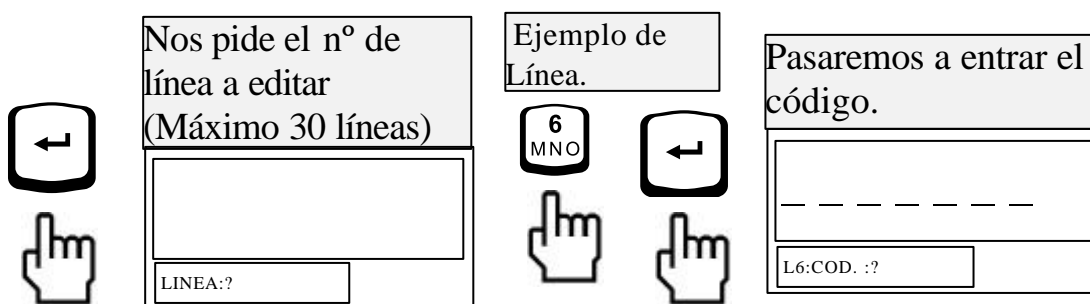 Nos pide el nº de
línea a editar
(Máximo 30 líneas)
LINEA:?
Ejemplo de
Línea.
6
MNO
Pasaremos a entrar el
código.
_ _ _ _ _ _ _
L6:COD. :?